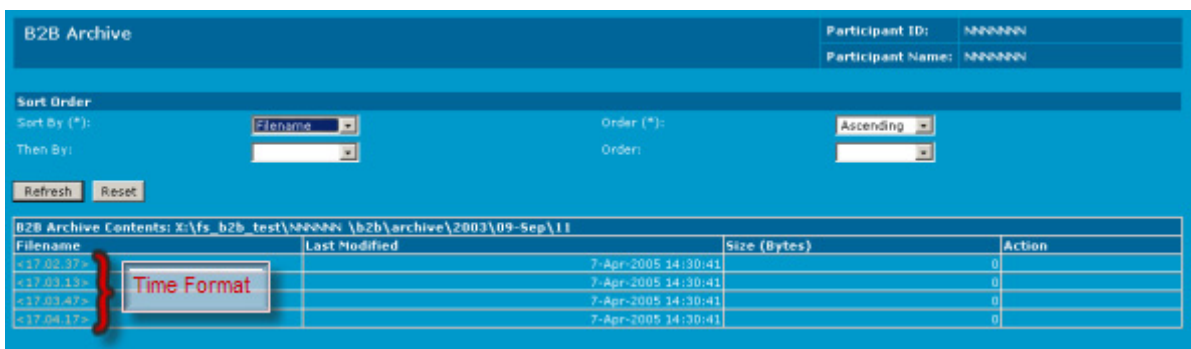 B2B Archive
Participant ID: NNNNNNN
Participant Name: NNNNNNN
Sort Order
Sort By (*): Filename Order (*): Ascending
Then By: Order:
Refresh Reset
B2B Archive Contents: X:\fs_b2b_test\NNNNNN \b2b\archive\2003\09-Sep\11
Filename Last Modified Size (Bytes) Action
<17.02.37> 7-Apr-2005 14:30:41 0
<17.03.13> 7-Apr-2005 14:30:41 0
<17.03.47> 7-Apr-2005 14:30:41 0
<17.04.17> 7-Apr-2005 14:30:41 0
Time Format